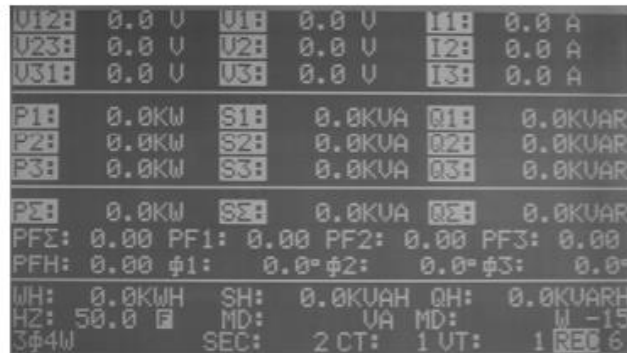 V12: 0.0 V V1: 0.0 V I1: 0.0 A
V23: 0.0 V V2: 0.0 V I2: 0.0 A
V31: 0.0 V V3: 0.0 V I3: 0.0 A
P1: 0.0KW S1: 0.0KVA Q1: 0.0KVAR
P2: 0.0KW S2: 0.0KVA Q2: 0.0KVAR
P3: 0.0KW S3: 0.0KVA Q3: 0.0KVAR
PΣ: 0.0KW SΣ: 0.0KVA QΣ: 0.0KVAR
PFΣ: 0.00 PF1: 0.00 PF2: 0.00 PF3: 0.00
PFH: 0.00 ϕ1: 0.0° ϕ2: 0.0° ϕ3: 0.0°
WH: 0.0KWH SH: 0.0KVAH QH: 0.0KVARH
HZ: 50.0 F MD: VA MD: W -15
3ϕ4W SEC: 2 CT: 1 VT: 1 REC 6